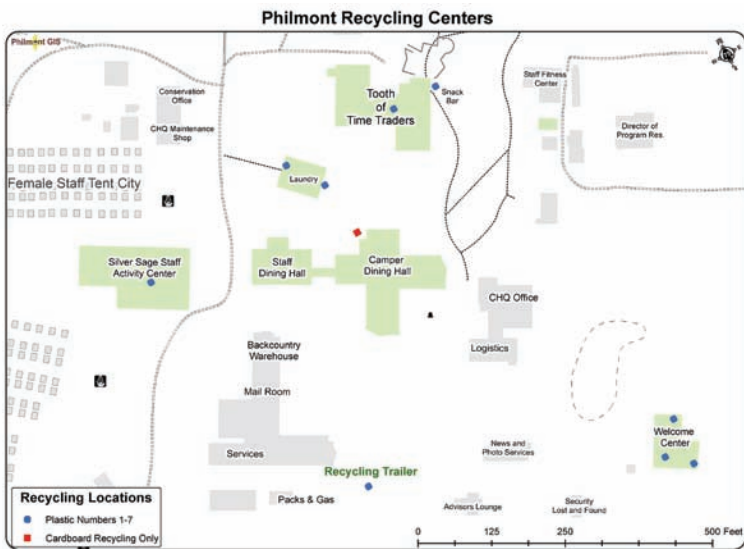 Philmont Recycling Centers
Philmont GIS
Conservation
Office
CHQ Maintenance
Shop
Female Staff Tent City
Tooth
of
Time Traders
Snack
Bar
Staff Fitness
Center
Director of
Program Res.
Laundry
Silver Sage Staff
Activity Center
Staff
Dining Hall
Camper
Dining Hall
CHQ Office
Logistics
Backcountry
Warehouse
Mail Room
Services
Recycling Trailer
Packs & Gas
News and
Photo Services
Welcome
Center
Advisors Lounge
Security
Lost and Found
Recycling Locations
Plastic Numbers 1-7
Cardboard Recycling Only
0 125 250 500 Feet